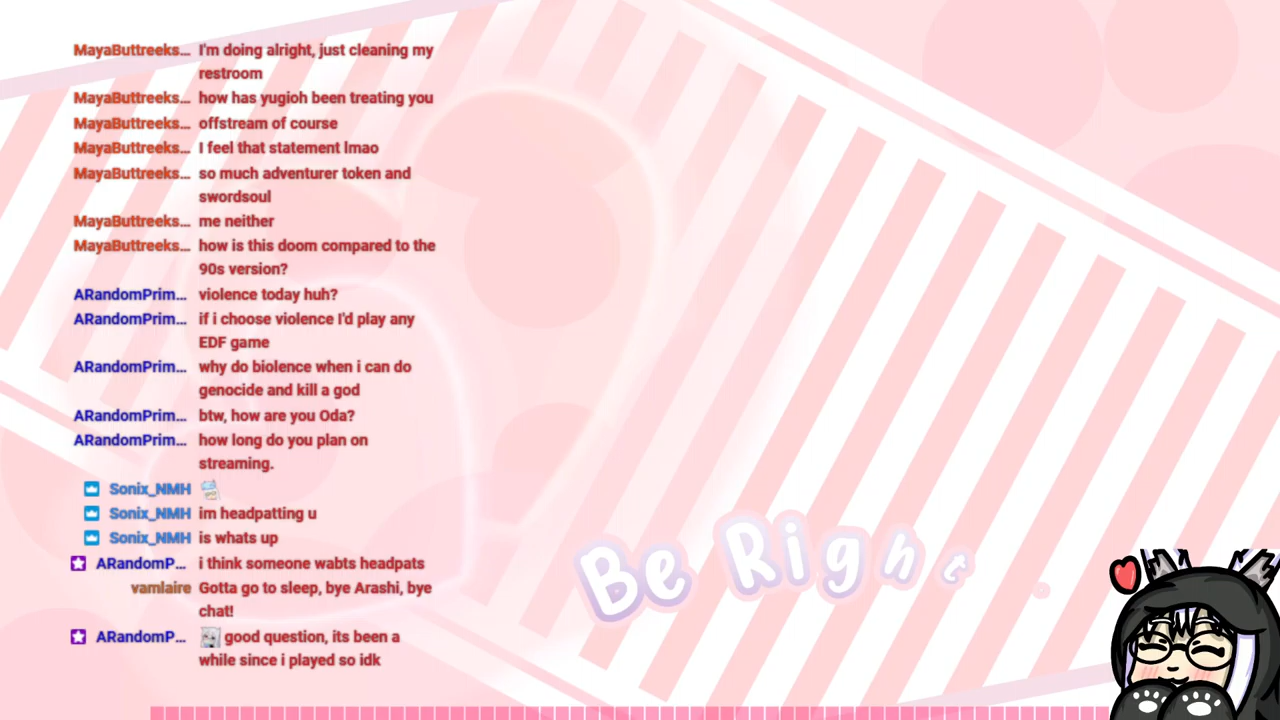 MayaButtreeks... I'm doing alright, just cleaning my
restroom
MayaButtreeks... how has yugioh been treating you
MayaButtreeks... offstream of course
MayaButtreeks... I feel that statement lmao
MayaButtreeks... so much adventurer token and
swordsoul
MayaButtreeks... me neither
MayaButtreeks... how is this doom compared to the
90s version?
ARandomPrim... violence today huh?
ARandomPrim... if i choose violence I'd play any
EDF game
ARandomPrim... why do biolence when i can do
genocide and kill a god
ARandomPrim... btw, how are you Oda?
ARandomPrim... how long do you plan on
streaming.
Sonix_NMH
Sonix_NMH im headpatting u
Sonix_NMH is whats up
ARandomP... i think someone wabts headpats
vamlaire Gotta go to sleep, bye Arashi, bye
chat!
ARandomP... good question, its been a
while since i played so idk
Be Right